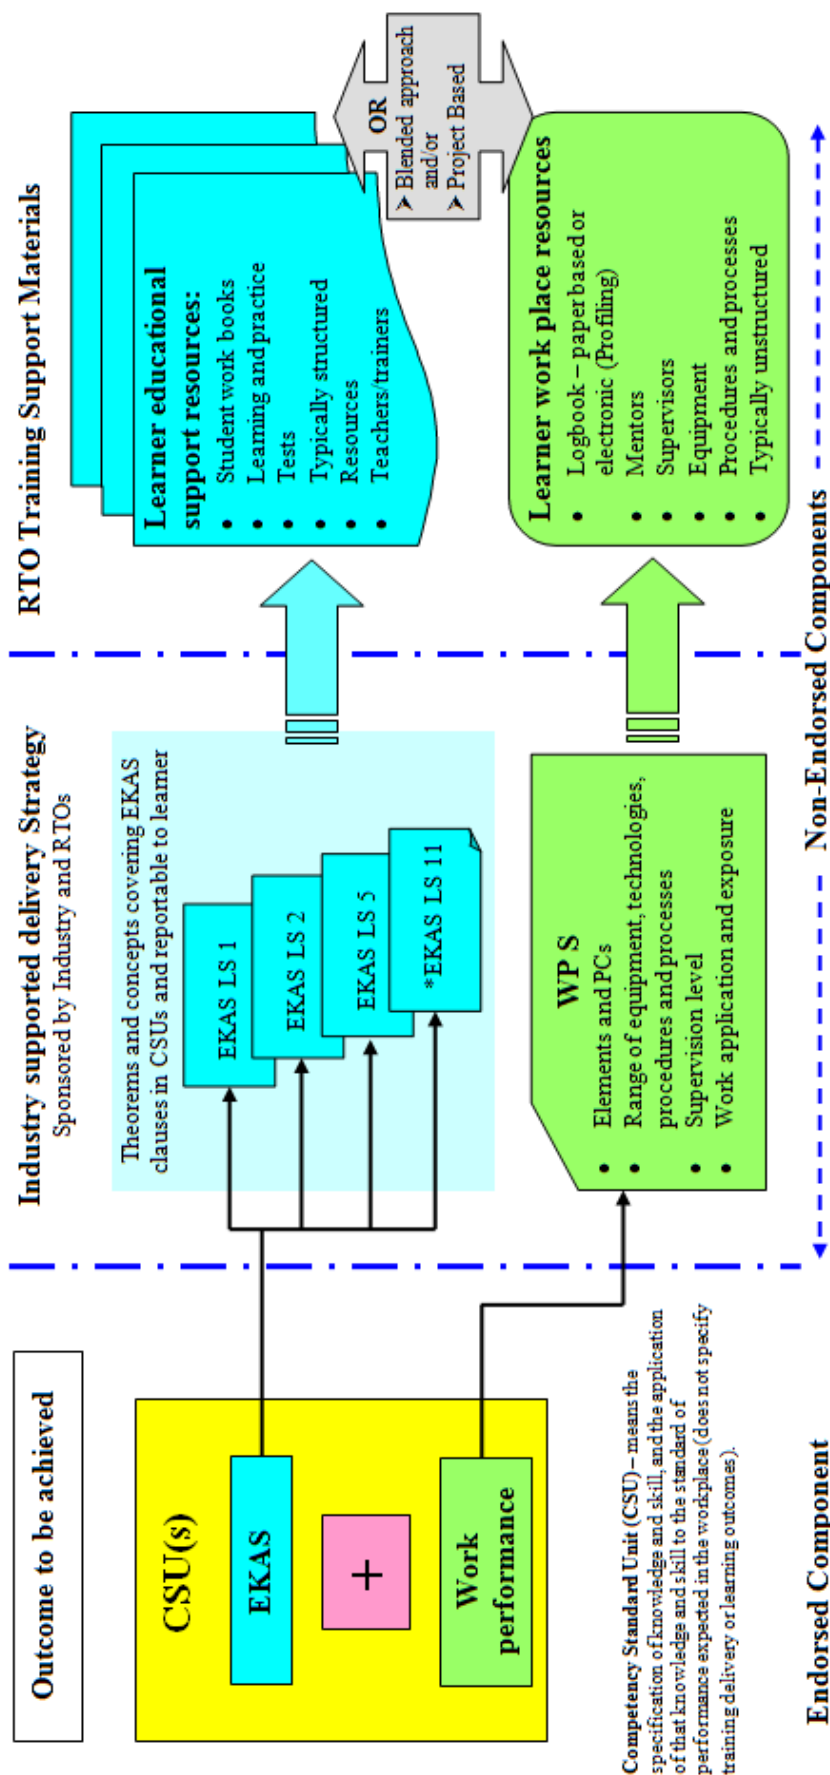 Outcome to be achieved
CSU(s)
EKAS
+
Work
performance
Competency Standard Unit (CSU) – means the
specification of knowledge and skill, and the application
of that knowledge and skill to the standard of
performance expected in the workplace (does not specify
training delivery or learning outcomes).
Endorsed Component
Industry supported delivery Strategy
Sponsored by Industry and RTOs
Theorems and concepts covering EKAS
clauses in CSUs and reportable to learner
EKAS LS 1
EKAS LS 2
EKAS LS 5
*EKAS LS 11
WP S
• Elements and PCs
• Range of equipment, technologies,
procedures and processes
• Supervision level
• Work application and exposure
RTO Training Support Materials
Learner educational
support resources:
• Student work books
• Learning and practice
• Tests
• Typically structured
• Resources
• Teachers/trainers
OR
➤ Blended approach
and/or
➤ Project Based
Learner work place resources
• Logbook – paper based or
electronic (Profiling)
• Mentors
• Supervisors
• Equipment
• Procedures and processes
• Typically unstructured
Non-Endorsed Components